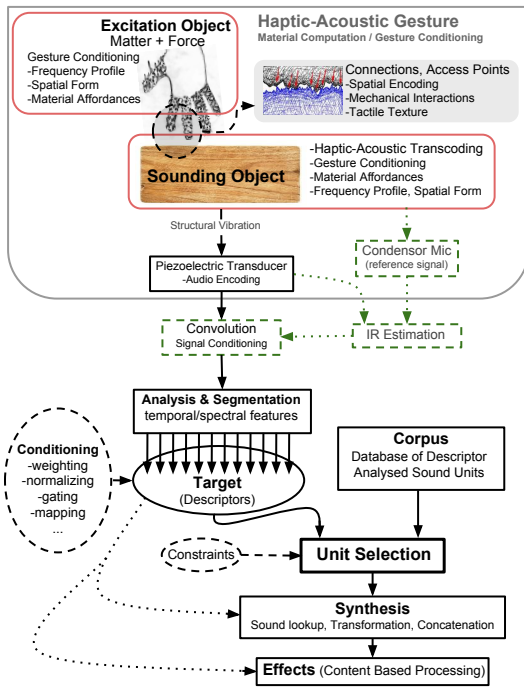 Excitation Object
Matter + Force
Gesture Conditioning
-Frequency Profile
-Spatial Form
-Material Affordances
Haptic-Acoustic Gesture
Material Computation / Gesture Conditioning
Connections, Access Points
-Spatial Encoding
-Mechanical Interactions
-Tactile Texture
Sounding Object
-Haptic-Acoustic Transcoding
-Gesture Conditioning
-Material Affordances
-Frequency Profile, Spatial Form
Structural Vibration
Condensor Mic
(reference signal)
Piezoelectric Transducer
-Audio Encoding
Convolution
Signal Conditioning
IR Estimation
Analysis & Segmentation
temporal/spectral features
Conditioning
-weighting
-normalizing
-gating
-mapping
...
Target
(Descriptors)
Corpus
Database of Descriptor
Analysed Sound Units
Constraints
Unit Selection
Synthesis
Sound lookup, Transformation, Concatenation
Effects (Content Based Processing)